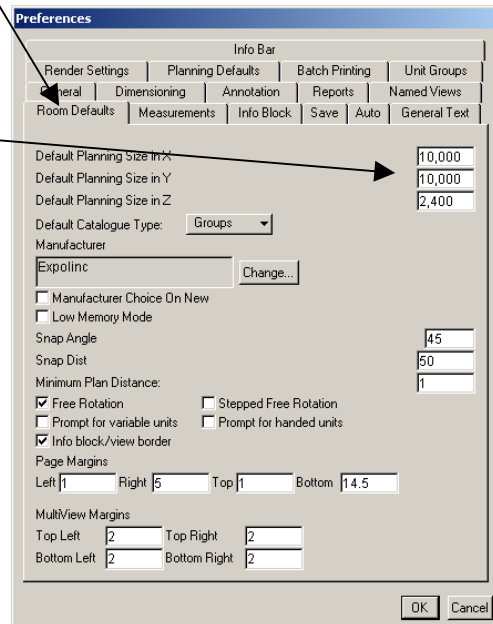 Preferences
Info Bar
Render Settings Planning Defaults Batch Printing Unit Groups
General Dimensioning Annotation Reports Named Views
Room Defaults Measurements Info Block Save Auto General Text
Default Planning Size in X 10,000
Default Planning Size in Y 10,000
Default Planning Size in Z 2,400
Default Catalogue Type: Groups
Manufacturer
Expolinc Change...
Manufacturer Choice On New
Low Memory Mode
Snap Angle 45
Snap Dist 50
Minimum Plan Distance: 1
Free Rotation Stepped Free Rotation
Prompt for variable units Prompt for handed units
Info block/view border
Page Margins
Left 1 Right 5 Top 1 Bottom 14.5
MultiView Margins
Top Left 2 Top Right 2
Bottom Left 2 Bottom Right 2
OK Cancel